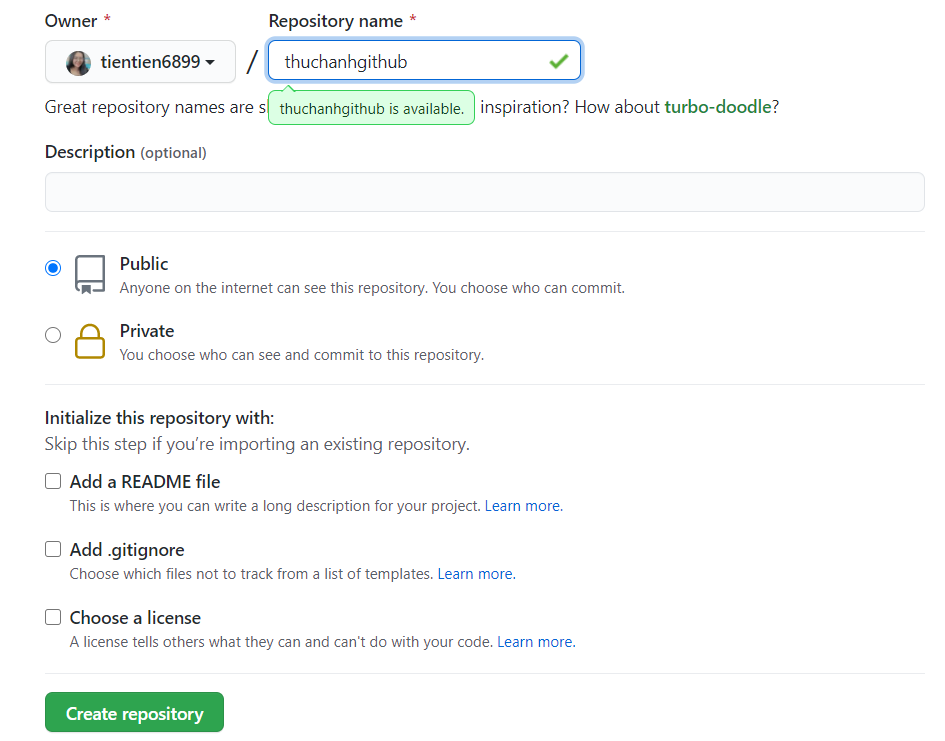 Owner * Repository name *
tientien6899 / thuchanhgithub
Great repository names are s inspiration? How about turbo-doodle?
thuchanhgithub is available.
Description (optional)
Public
Anyone on the internet can see this repository. You choose who can commit.
Private
You choose who can see and commit to this repository.
Initialize this repository with:
Skip this step if you’re importing an existing repository.
Add a README file
This is where you can write a long description for your project. Learn more.
Add .gitignore
Choose which files not to track from a list of templates. Learn more.
Choose a license
A license tells others what they can and can't do with your code. Learn more.
Create repository